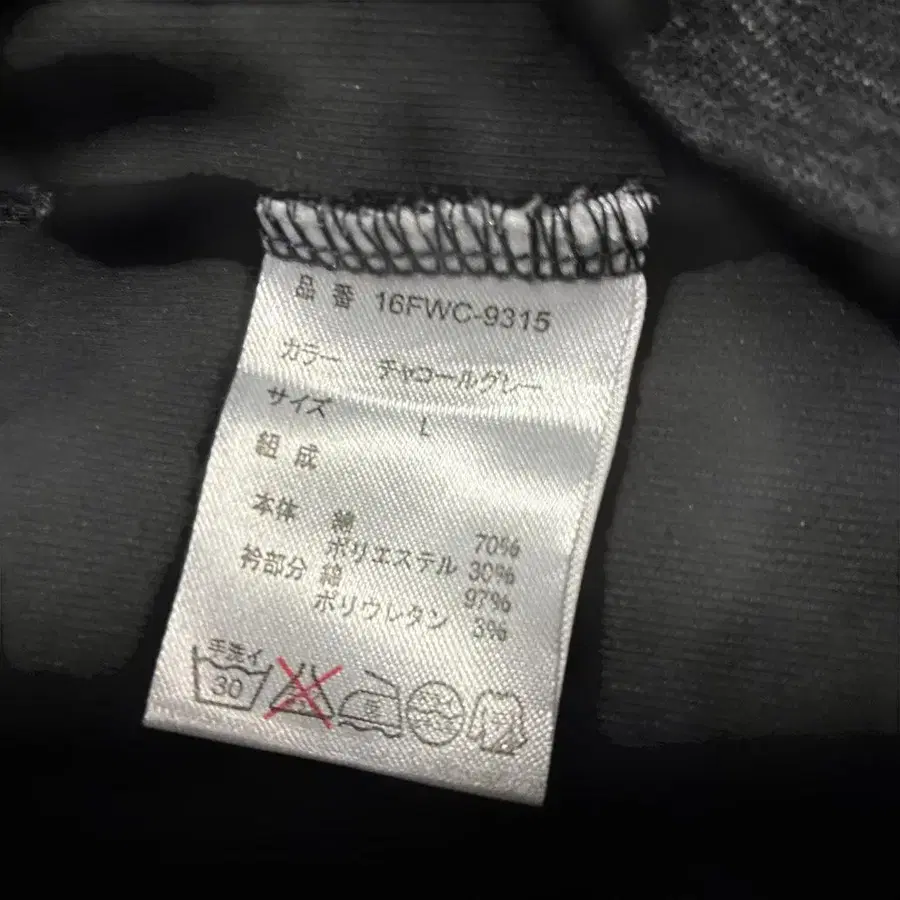 品番 16FWC-9315
カラー チャコールグレー
サイズ L
組成
本体 綿 70%
ポリエステル 30%
衿部分 綿 97%
ポリウレタン 3%
手洗イ
30